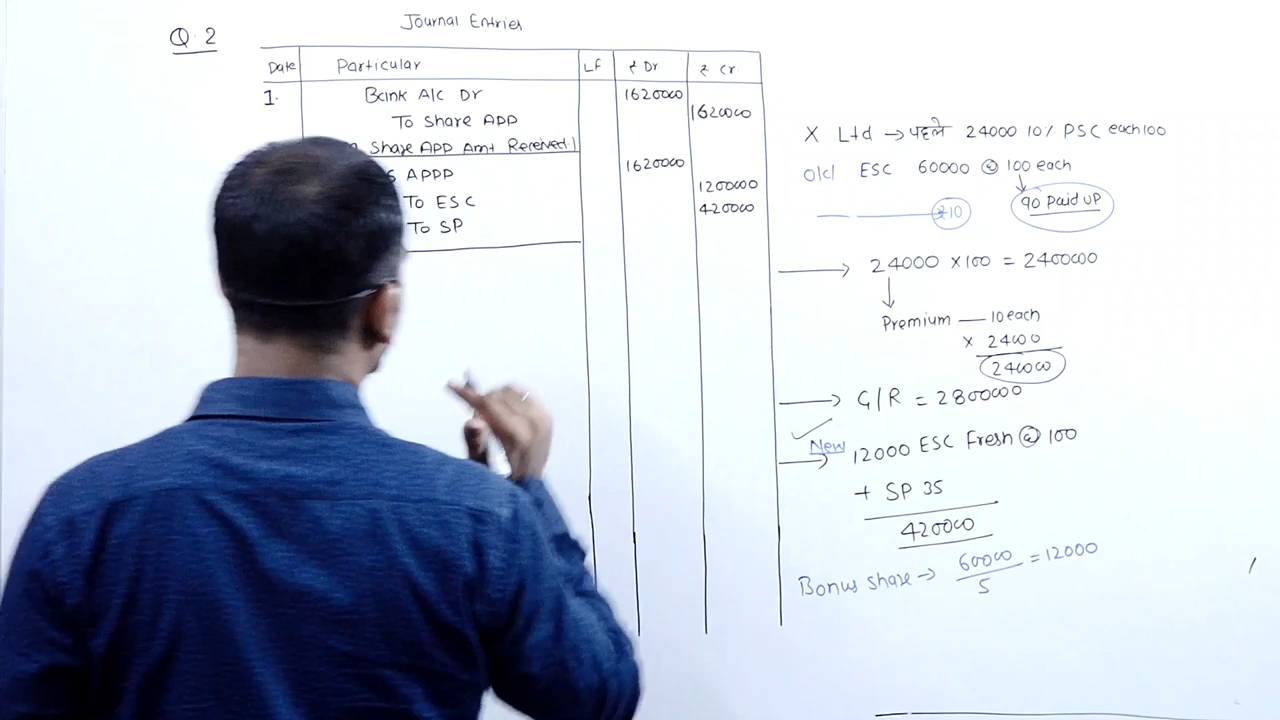 Journal Entries
Q.2
Date Particular LF ₹ Dr. ₹ Cr.
1. Bank A/c Dr 1620000
To Share APP 1620000
Share APP Amt Received.)
S APPP 1620000
To ESC 1200000
To SP 420000
X Ltd → पहले 24000 10% PSC each 100
Old ESC 60000 @ 100 each
₹10 90 Paid UP
24000 × 100 = 2400000
Premium — 10 each
× 24000
240000
G/R = 2800000
New
12000 ESC Fresh @ 100
+ SP 35
420000
Bonus share → 60000 / 5 = 12000